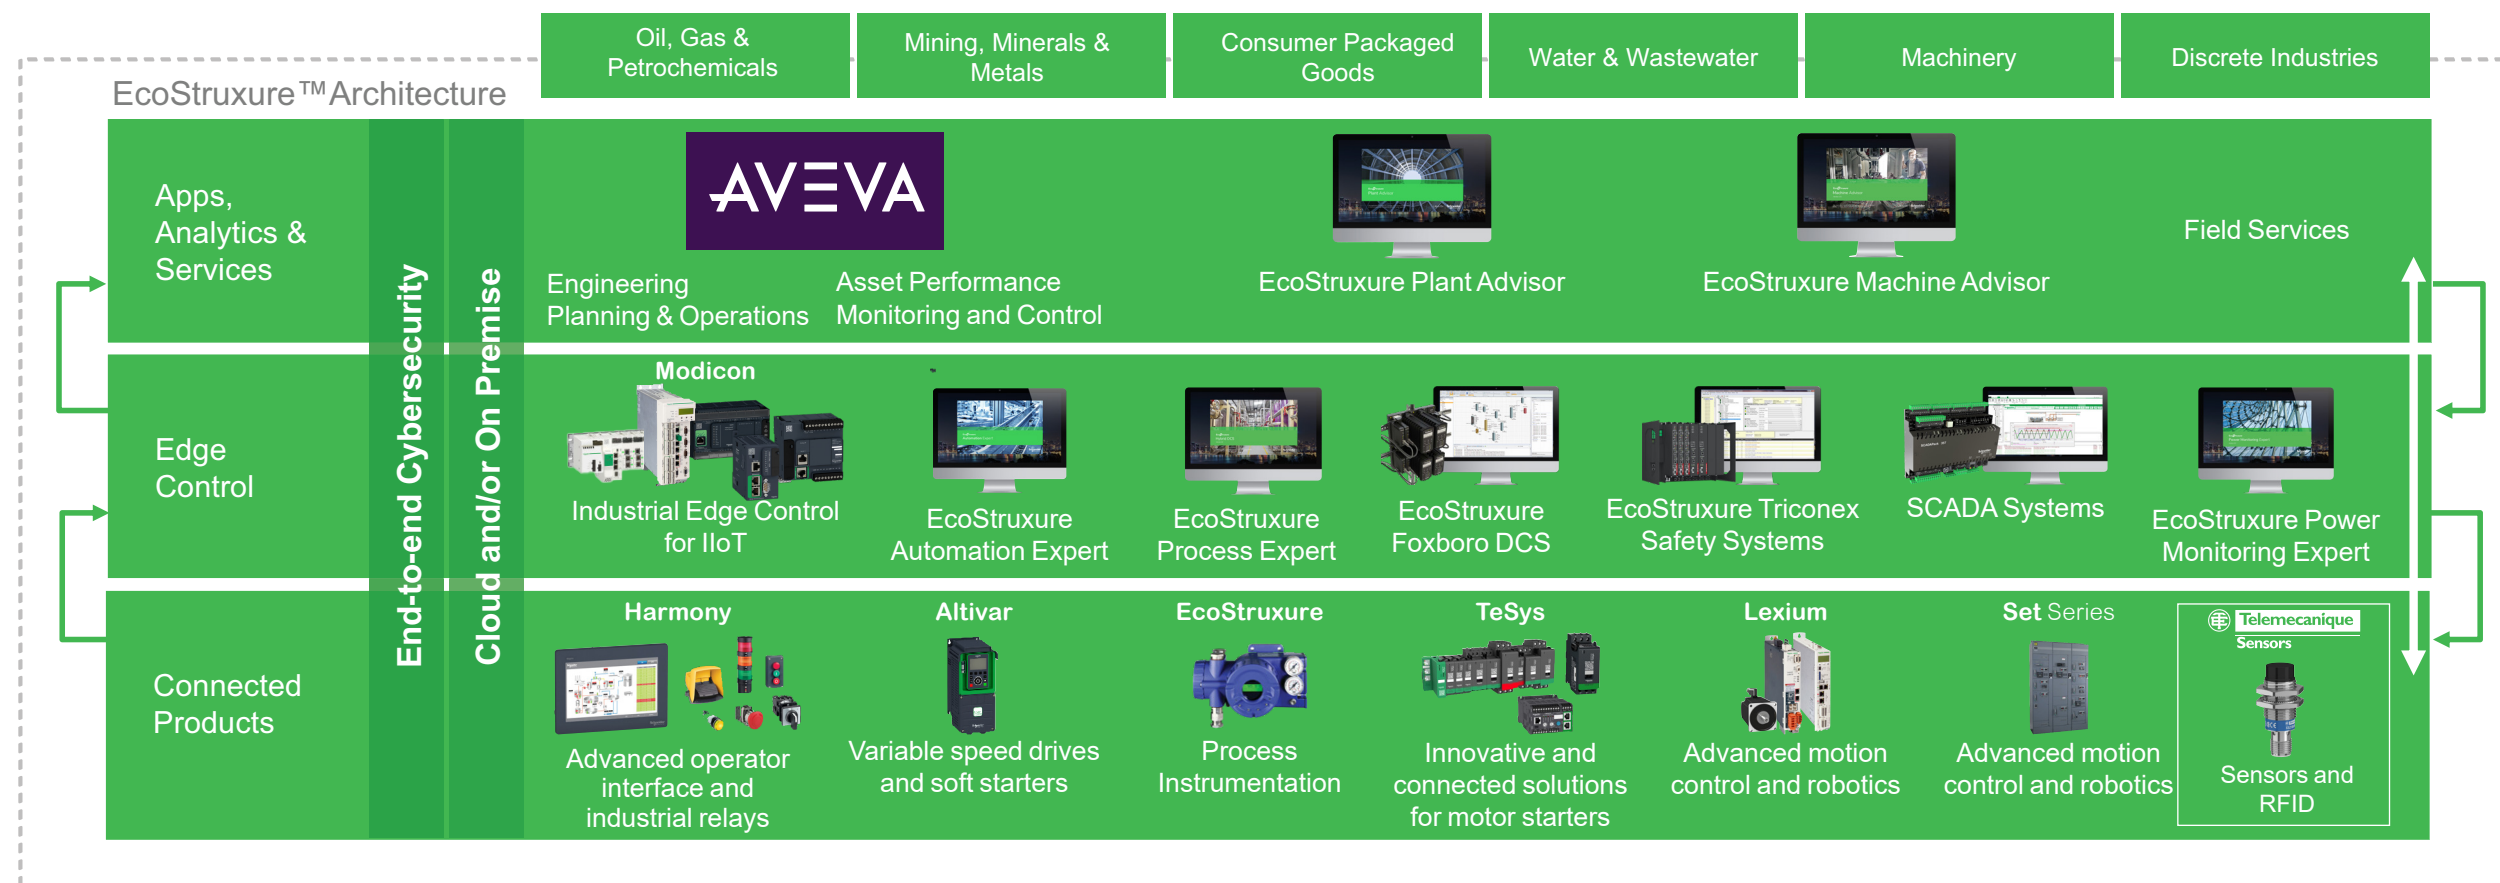 Oil, Gas &
Petrochemicals
Mining, Minerals &
Metals
Consumer Packaged
Goods
Water & Wastewater
Machinery
Discrete Industries
EcoStruxure™ Architecture
Apps,
Analytics &
Services
End-to-end Cybersecurity
Cloud and/or On Premise
AVEVA
Engineering
Planning & Operations
Asset Performance
Monitoring and Control
EcoStruxure Plant Advisor
EcoStruxure Machine Advisor
Field Services
Edge
Control
Modicon
Industrial Edge Control
for IIoT
EcoStruxure
Automation Expert
EcoStruxure
Process Expert
EcoStruxure
Foxboro DCS
EcoStruxure Triconex
Safety Systems
SCADA Systems
EcoStruxure Power
Monitoring Expert
Connected
Products
Harmony
Advanced operator
interface and
industrial relays
Altivar
Variable speed drives
and soft starters
EcoStruxure
Process
Instrumentation
TeSys
Innovative and
connected solutions
for motor starters
Lexium
Advanced motion
control and robotics
Set Series
Advanced motion
control and robotics
Telemecanique
Sensors
Sensors and
RFID